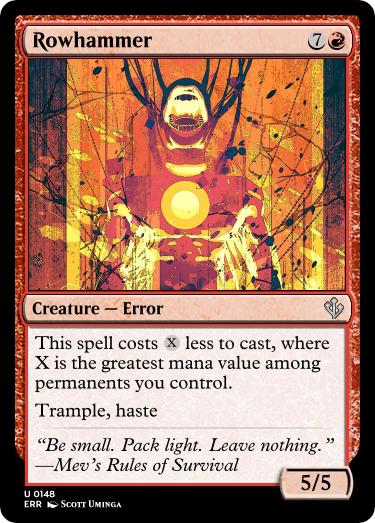 Rowhammer 7
This spell costs X less to cast, where
X is the greatest mana value among
permanents you control.
Trample, haste
“Be small. Pack light. Leave nothing.”
—Mev's Rules of Survival
Creature — Error
5/5
U 0148
ERR Scott Uminga